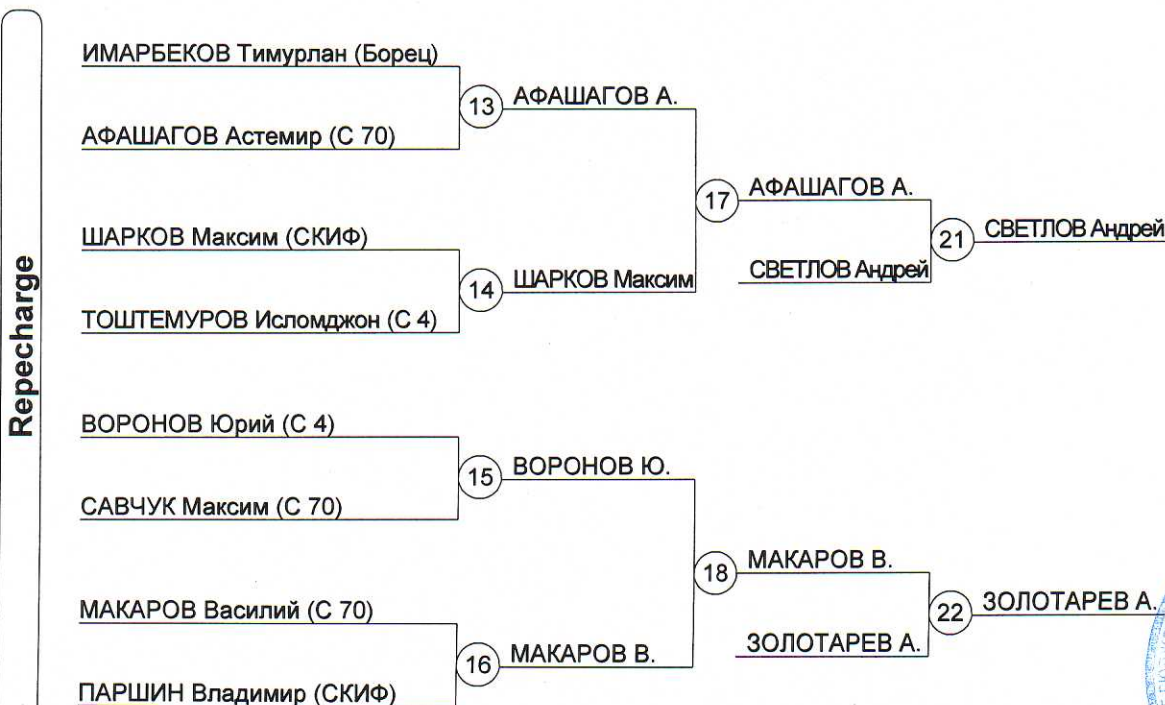 Repecharge
ИМАРБЕКОВ Тимурлан (Борец)
13
АФАШАГОВ А.
АФАШАГОВ Астемир (С 70)
17
АФАШАГОВ А.
ШАРКОВ Максим (СКИФ)
14
ШАРКОВ Максим
ТОШТЕМУРОВ Исломджон (С 4)
СВЕТЛОВ Андрей
21
СВЕТЛОВ Андрей
ВОРОНОВ Юрий (С 4)
15
ВОРОНОВ Ю.
САВЧУК Максим (С 70)
18
МАКАРОВ В.
МАКАРОВ Василий (С 70)
16
МАКАРОВ В.
ПАРШИН Владимир (СКИФ)
ЗОЛОТАРЕВ А.
22
ЗОЛОТАРЕВ А.